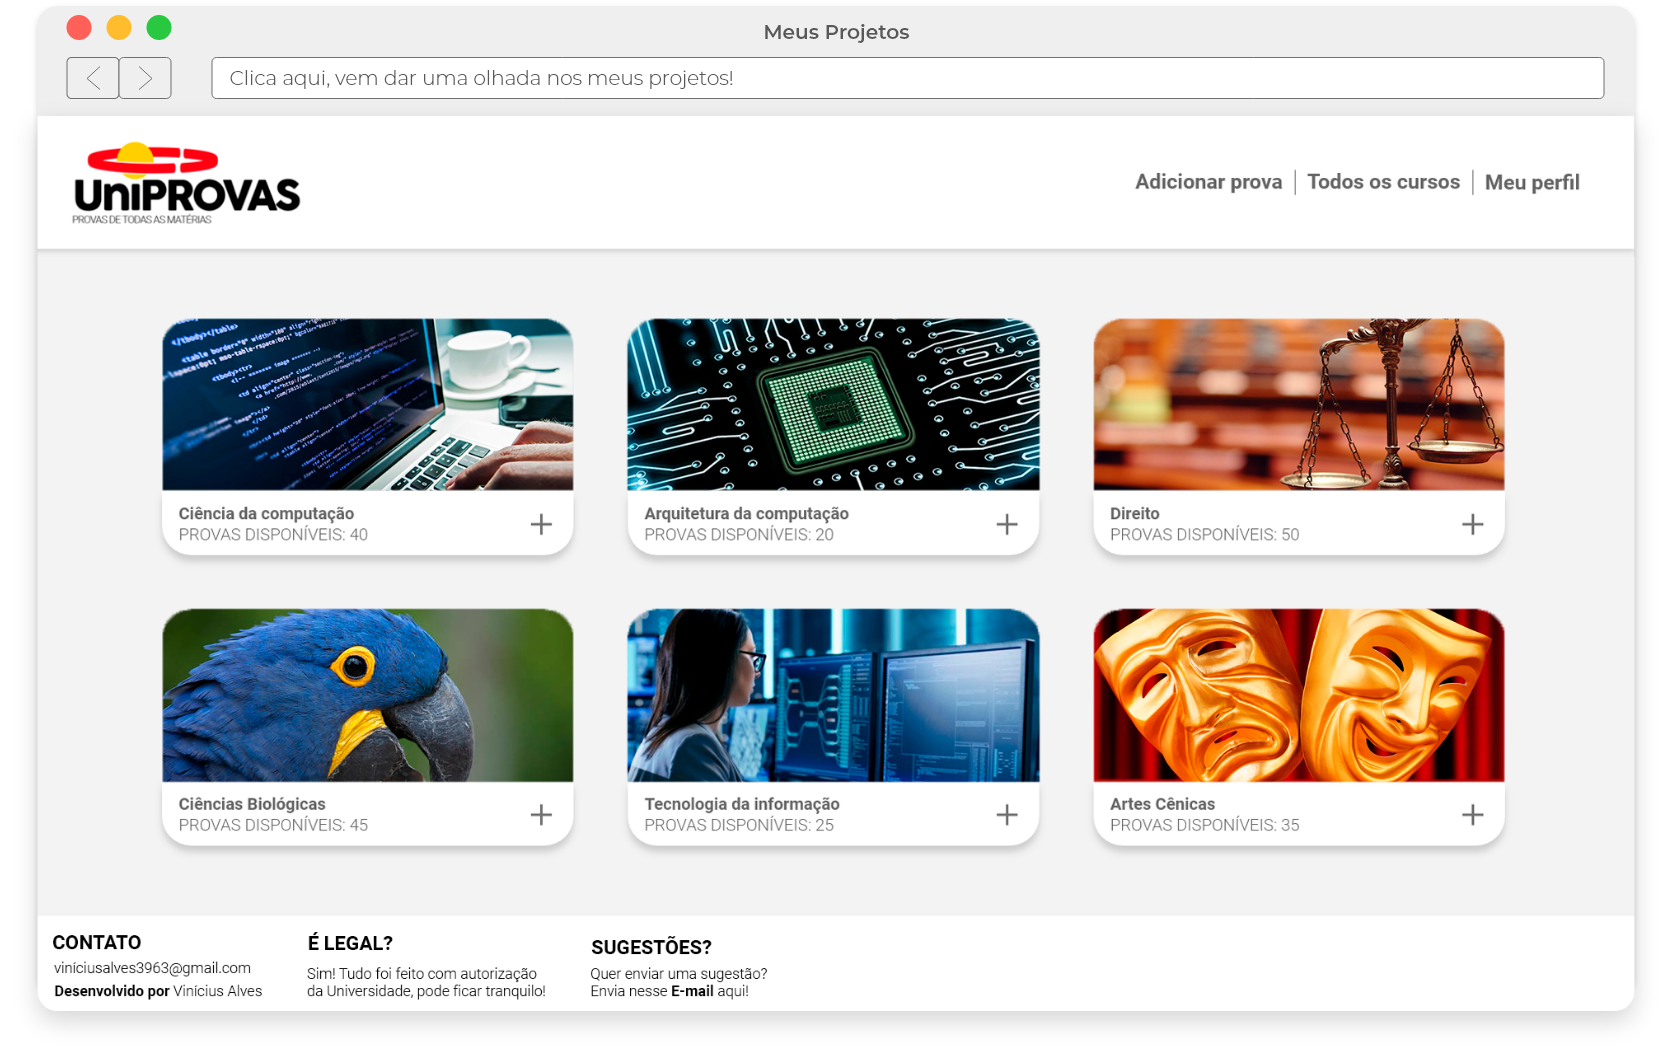 Meus Projetos
Clica aqui, vem dar uma olhada nos meus projetos!
UniPROVAS
PROVAS DE TODAS AS MATÉRIAS
Adicionar prova
Todos os cursos
Meu perfil
Ciência da computação
PROVAS DISPONÍVEIS: 40
Arquitetura da computação
PROVAS DISPONÍVEIS: 20
Direito
PROVAS DISPONÍVEIS: 50
Ciências Biológicas
PROVAS DISPONÍVEIS: 45
Tecnologia da informação
PROVAS DISPONÍVEIS: 25
Artes Cênicas
PROVAS DISPONÍVEIS: 35
CONTATO
viníciusalves3963@gmail.com
Desenvolvido por Vinícius Alves
É LEGAL?
Sim! Tudo foi feito com autorização
da Universidade, pode ficar tranquilo!
SUGESTÕES?
Quer enviar uma sugestão?
Envia nesse E-mail aqui!